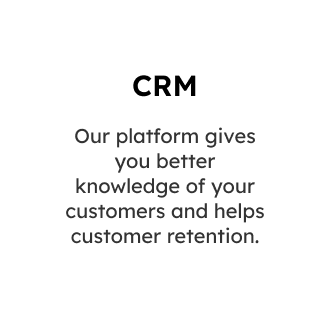 CRM
Our platform gives
you better
knowledge of your
customers and helps
customer retention.